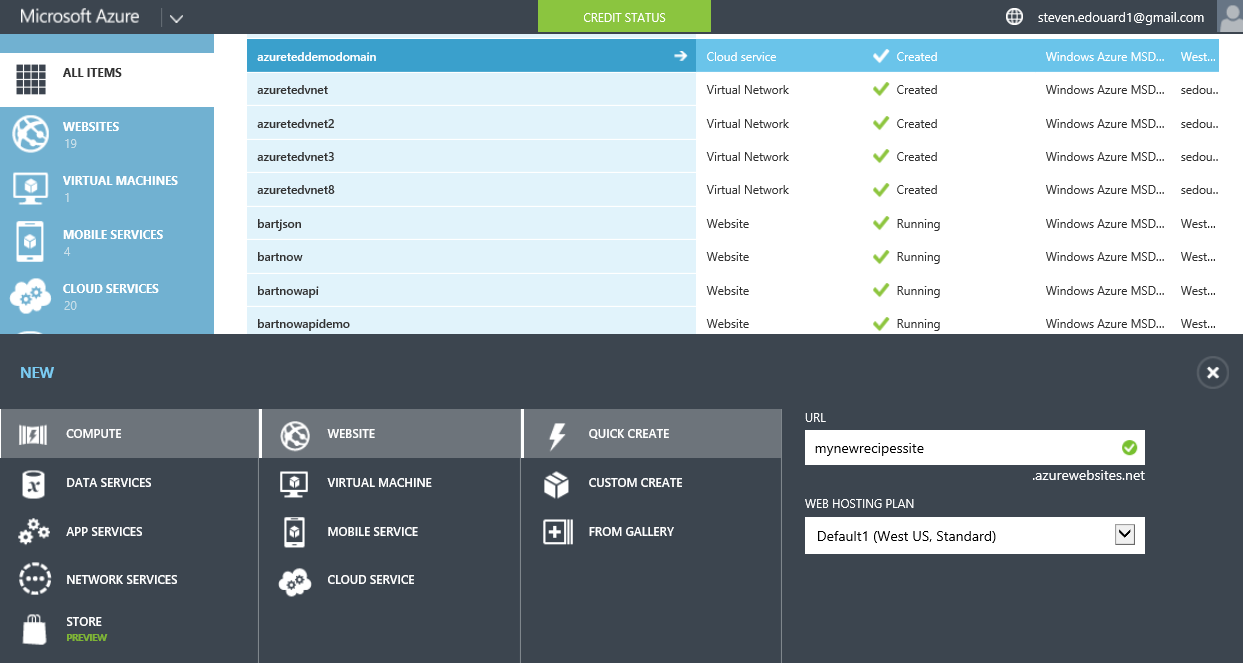 Microsoft Azure
CREDIT STATUS
steven.edouard1@gmail.com
ALL ITEMS
WEBSITES
19
VIRTUAL MACHINES
1
MOBILE SERVICES
4
CLOUD SERVICES
20
azureteddemodomain Cloud service Created Windows Azure MSD... West...
azuretedvnet Virtual Network Created Windows Azure MSD... sedou..
azuretedvnet2 Virtual Network Created Windows Azure MSD... sedou..
azuretedvnet3 Virtual Network Created Windows Azure MSD... sedou..
azuretedvnet8 Virtual Network Created Windows Azure MSD... sedou..
bartjson Website Running Windows Azure MSD... West...
bartnow Website Running Windows Azure MSD... West...
bartnowapi Website Running Windows Azure MSD... West...
bartnowapidemo Website Running Windows Azure MSD... West...
NEW
COMPUTE
DATA SERVICES
APP SERVICES
NETWORK SERVICES
STORE
PREVIEW
WEBSITE
VIRTUAL MACHINE
MOBILE SERVICE
CLOUD SERVICE
QUICK CREATE
CUSTOM CREATE
FROM GALLERY
URL
mynewrecipessite
.azurewebsites.net
WEB HOSTING PLAN
Default1 (West US, Standard)